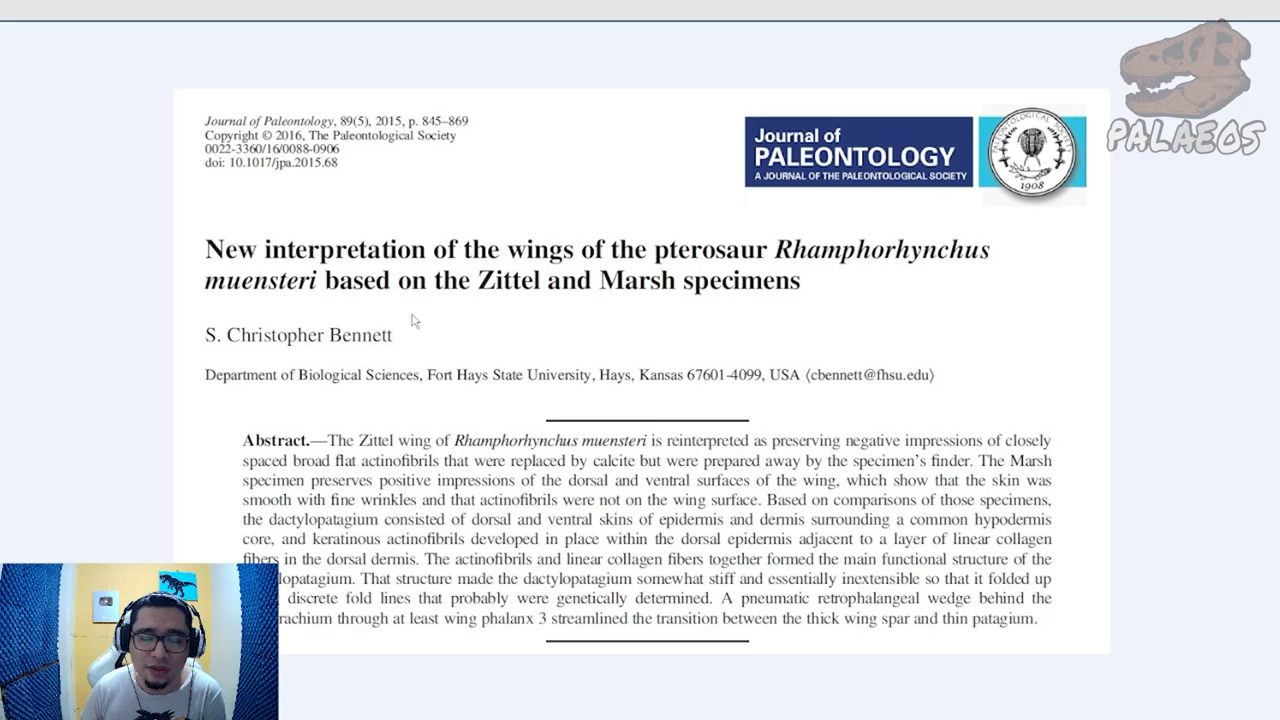 Journal of Paleontology, 89(5), 2015, p. 845–869
Copyright © 2016, The Paleontological Society
0022-3360/16/0088-0906
doi: 10.1017/jpa.2015.68
Journal of
PALEONTOLOGY
A JOURNAL OF THE PALEONTOLOGICAL SOCIETY
1908
PALAEOS
New interpretation of the wings of the pterosaur Rhamphorhynchus
muensteri based on the Zittel and Marsh specimens
S. Christopher Bennett
Department of Biological Sciences, Fort Hays State University, Hays, Kansas 67601-4099, USA ⟨cbennett@fhsu.edu⟩
Abstract.—The Zittel wing of Rhamphorhynchus muensteri is reinterpreted as preserving negative impressions of closely
spaced broad flat actinofibrils that were replaced by calcite but were prepared away by the specimen's finder. The Marsh
specimen preserves positive impressions of the dorsal and ventral surfaces of the wing, which show that the skin was
smooth with fine wrinkles and that actinofibrils were not on the wing surface. Based on comparisons of those specimens,
the dactylopatagium consisted of dorsal and ventral skins of epidermis and dermis surrounding a common hypodermis
core, and keratinous actinofibrils developed in place within the dorsal epidermis adjacent to a layer of linear collagen
fibers in the dorsal dermis. The actinofibrils and linear collagen fibers together formed the main functional structure of the
lopatagium. That structure made the dactylopatagium somewhat stiff and essentially inextensible so that it folded up
discrete fold lines that probably were genetically determined. A pneumatic retrophalangeal wedge behind the
rachium through at least wing phalanx 3 streamlined the transition between the thick wing spar and thin patagium.